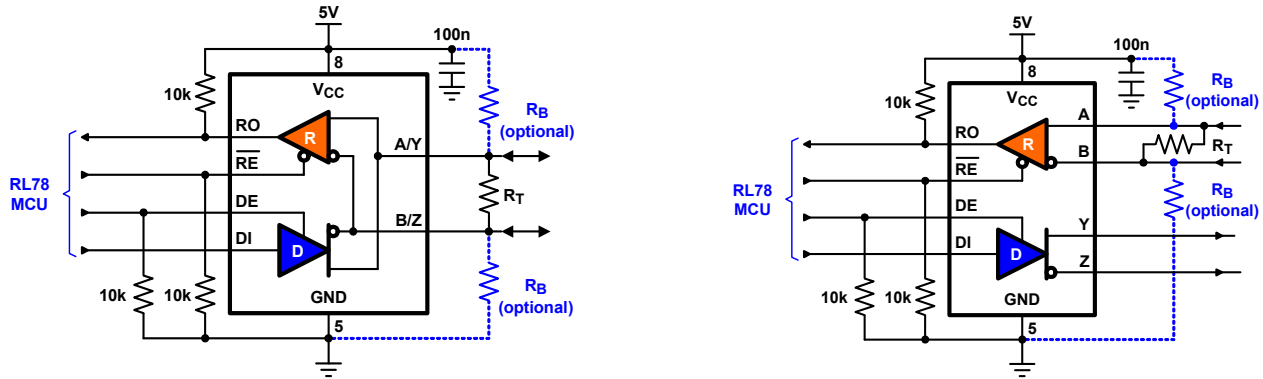 5V
100n
8
VCC
10k
RB
(optional)
RO
R
A/Y
RE
RL78
MCU
RT
DE
B/Z
DI
D
10k
10k
GND
RB
(optional)
5
5V
100n
8
VCC
10k
RB
(optional)
A
RO
R
RT
B
RE
RL78
MCU
RB
(optional)
DE
Y
DI
D
Z
10k
10k
GND
5